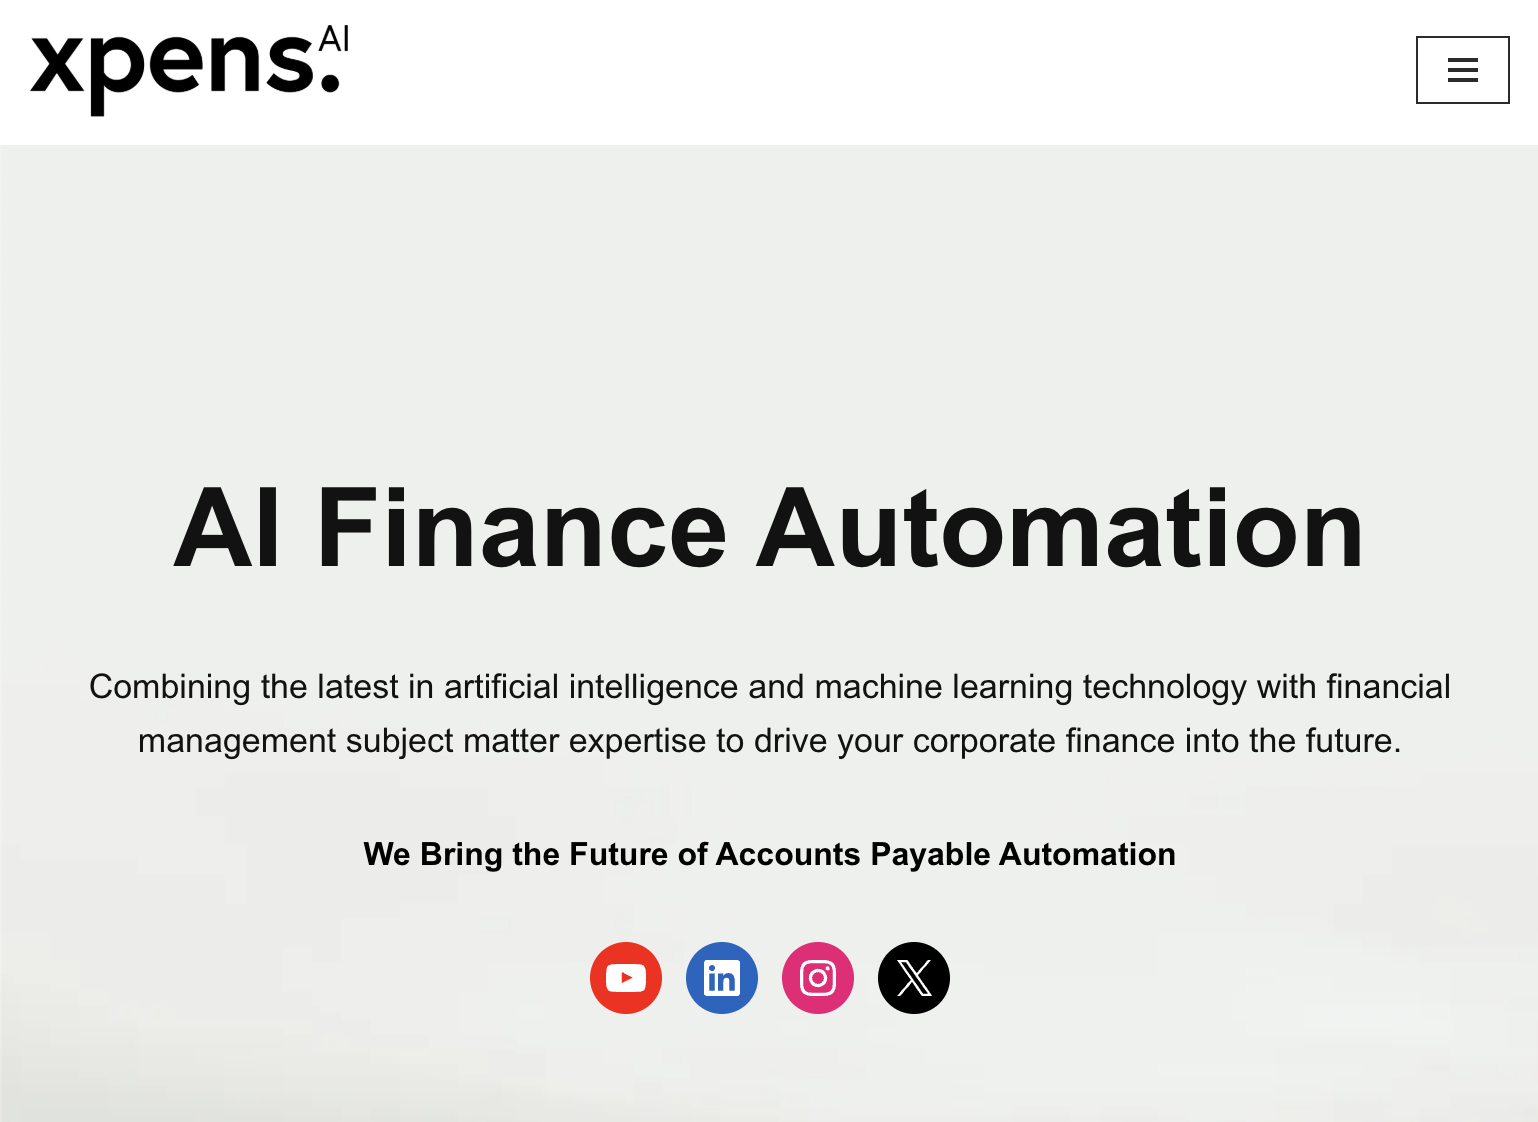 xpens.AI
AI Finance Automation
Combining the latest in artificial intelligence and machine learning technology with financial
management subject matter expertise to drive your corporate finance into the future.
We Bring the Future of Accounts Payable Automation
in
X